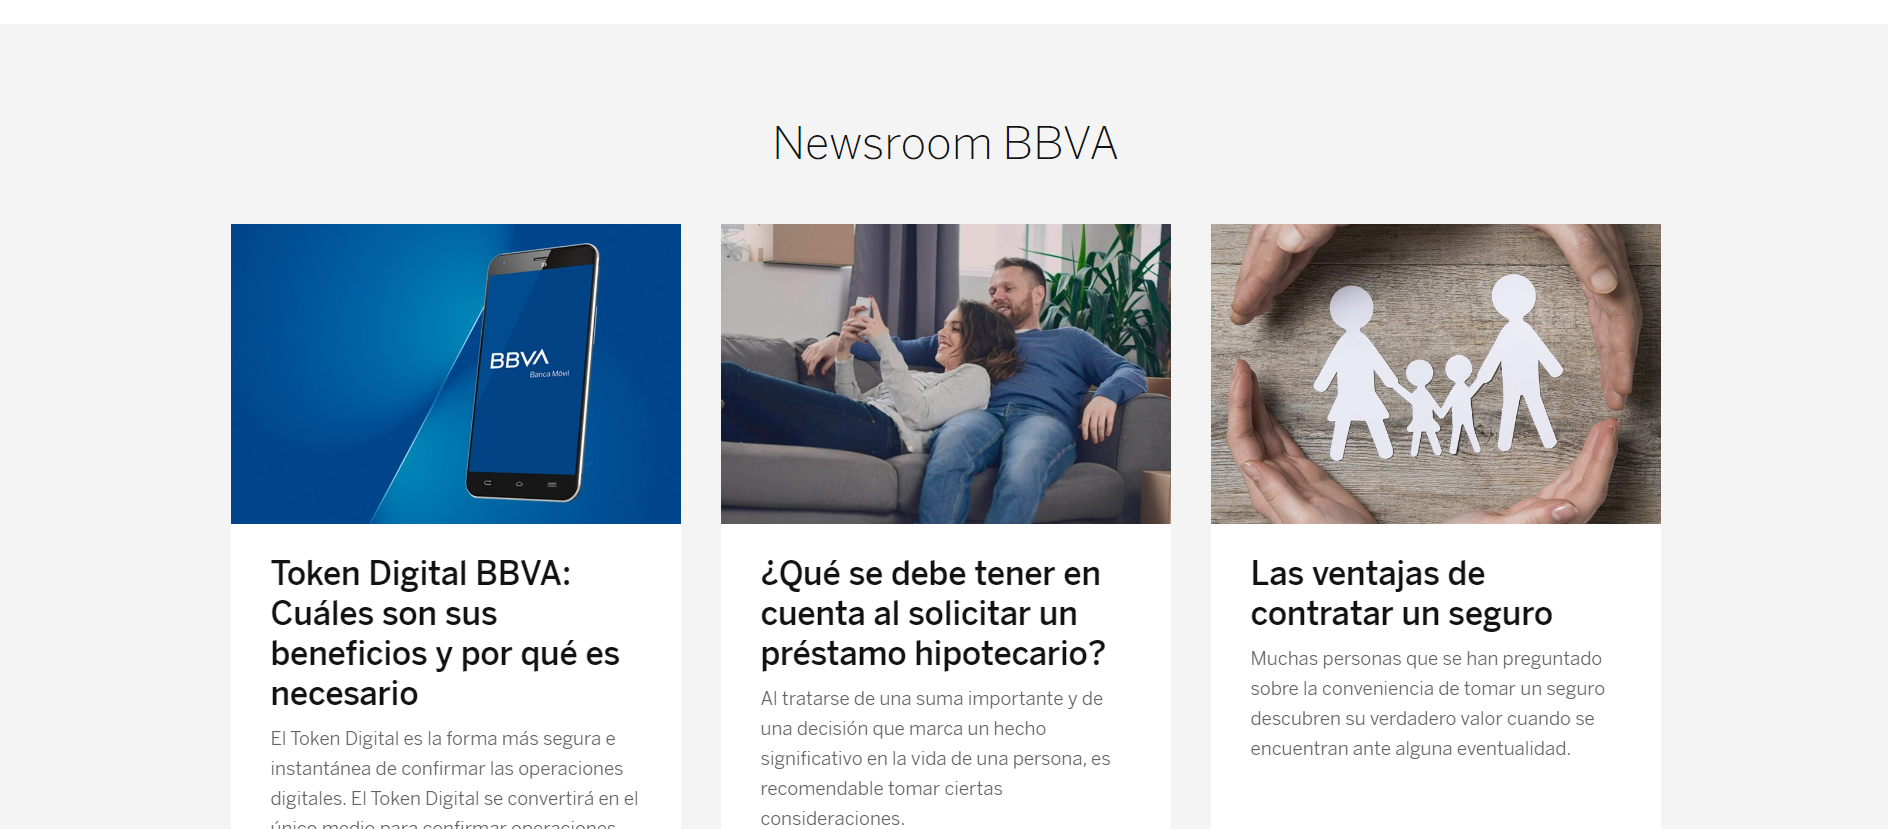 Newsroom BBVA
BBVA
Banca Móvil
Token Digital BBVA:
Cuáles son sus
beneficios y por qué es
necesario
El Token Digital es la forma más segura e
instantánea de confirmar las operaciones
digitales. El Token Digital se convertirá en el
único medio para confirmar operaciones
¿Qué se debe tener en
cuenta al solicitar un
préstamo hipotecario?
Al tratarse de una suma importante y de
una decisión que marca un hecho
significativo en la vida de una persona, es
recomendable tomar ciertas
consideraciones.
Las ventajas de
contratar un seguro
Muchas personas que se han preguntado
sobre la conveniencia de tomar un seguro
descubren su verdadero valor cuando se
encuentran ante alguna eventualidad.